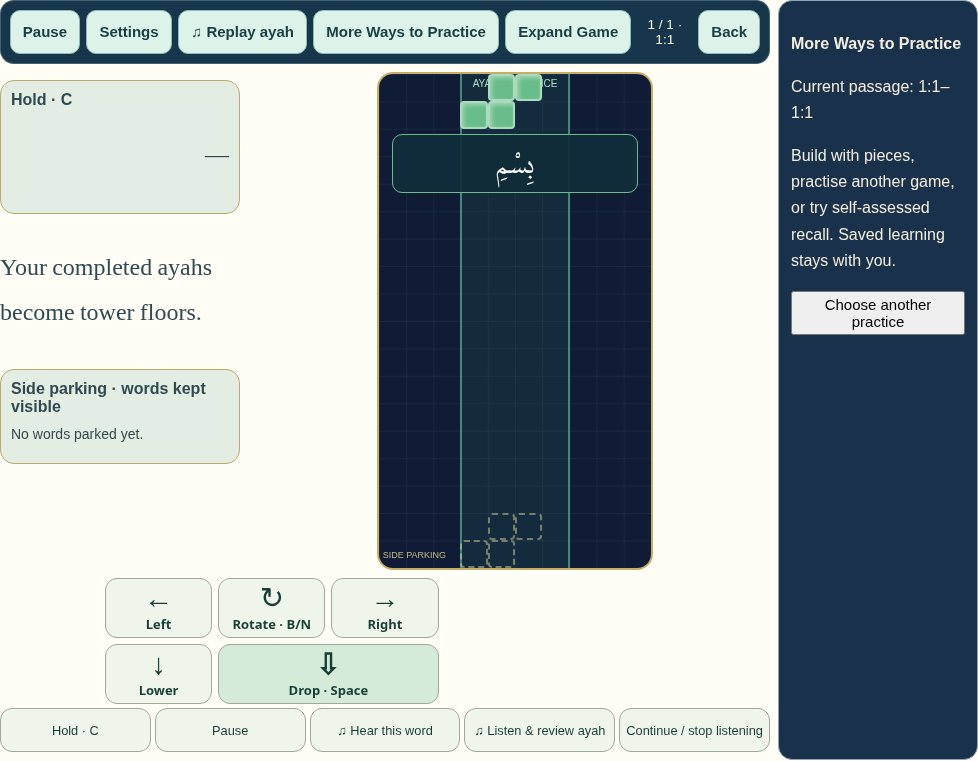 Pause
Settings
♫ Replay ayah
More Ways to Practice
Expand Game
1 / 1 ·
1:1
Back
Hold · C
—
Your completed ayahs
become tower floors.
Side parking · words kept
visible
No words parked yet.
بِسْمِ
SIDE PARKING
←
Left
↻
Rotate · B/N
→
Right
↓
Lower
⇩
Drop · Space
Hold · C
Pause
♫ Hear this word
♫ Listen & review ayah
Continue / stop listening
More Ways to Practice
Current passage: 1:1–
1:1
Build with pieces,
practise another game,
or try self-assessed
recall. Saved learning
stays with you.
Choose another
practice